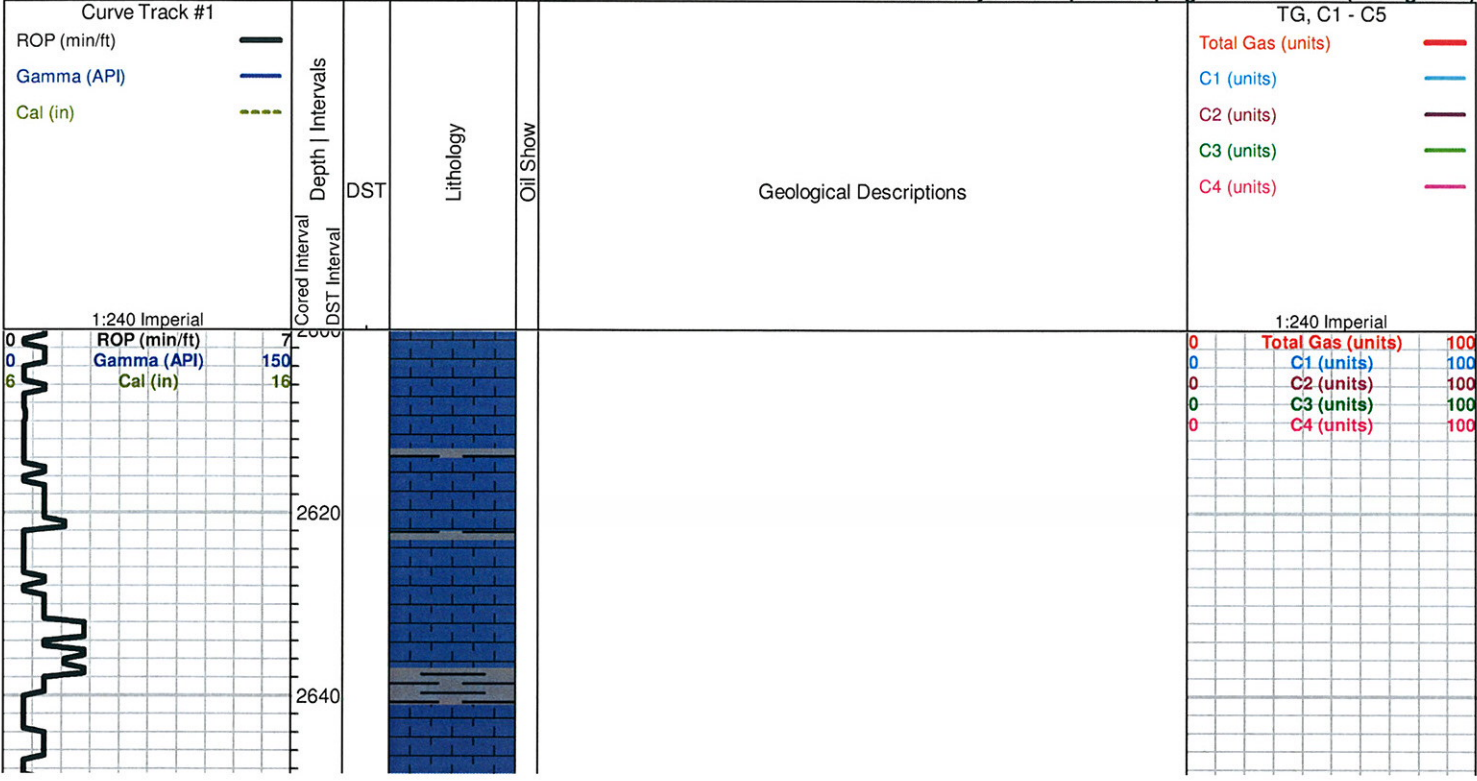 Curve Track #1
ROP (min/ft)
Gamma (API)
Cal (in)
Depth | Intervals
Cored Interval
DST Interval
DST
Lithology
Oil Show
Geological Descriptions
TG, C1 - C5
Total Gas (units)
C1 (units)
C2 (units)
C3 (units)
C4 (units)
1:240 Imperial
1:240 Imperial
0 ROP (min/ft) 7
0 Gamma (API) 150
6 Cal (in) 16
0 Total Gas (units) 100
0 C1 (units) 100
0 C2 (units) 100
0 C3 (units) 100
0 C4 (units) 100
2620
2640